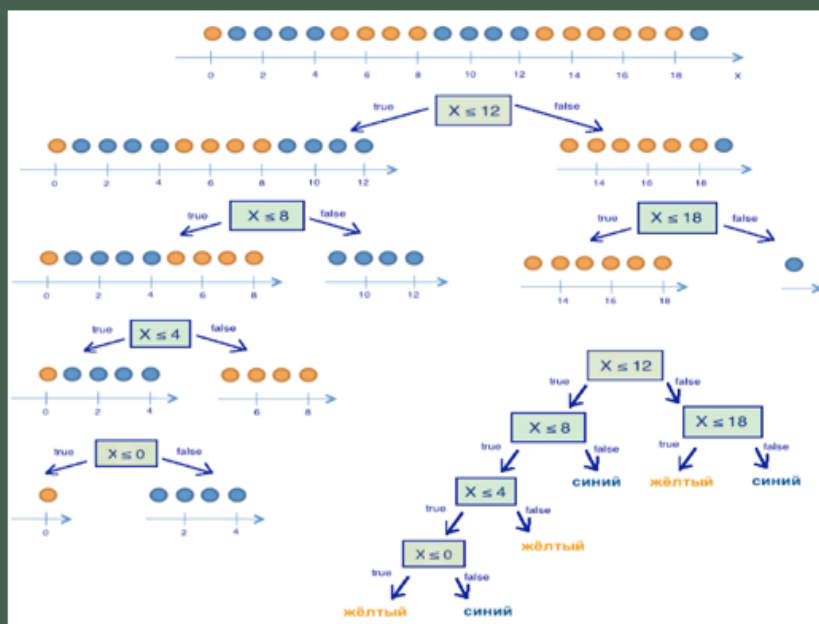 0 2 4 6 8 10 12 14 16 18 X
true X ≤ 12 false
0 2 4 6 8 10 12 14 16 18
true X ≤ 8 false true X ≤ 18 false
0 2 4 6 8 10 12 14 16 18
true X ≤ 4 false
0 2 4 6 8
true X ≤ 0 false
0 2 4
X ≤ 12
true false
X ≤ 8 X ≤ 18
true false true false
X ≤ 4 синий жёлтый синий
true false
X ≤ 0 жёлтый
true false
жёлтый синий